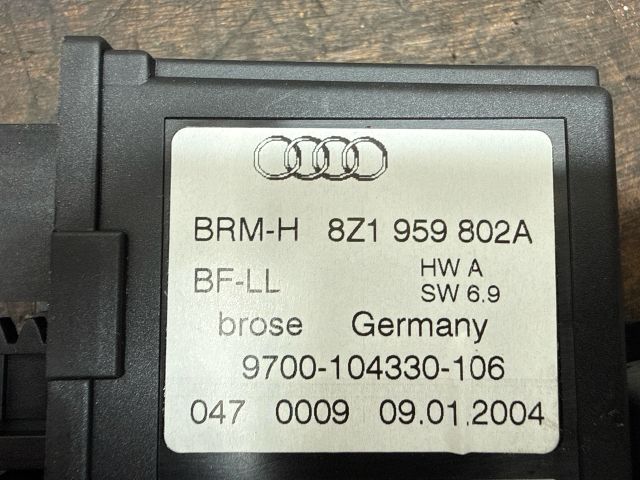 BRM-H 8Z1 959 802A
BF-LL HW A
SW 6.9
brose Germany
9700-104330-106
047 0009 09.01.2004